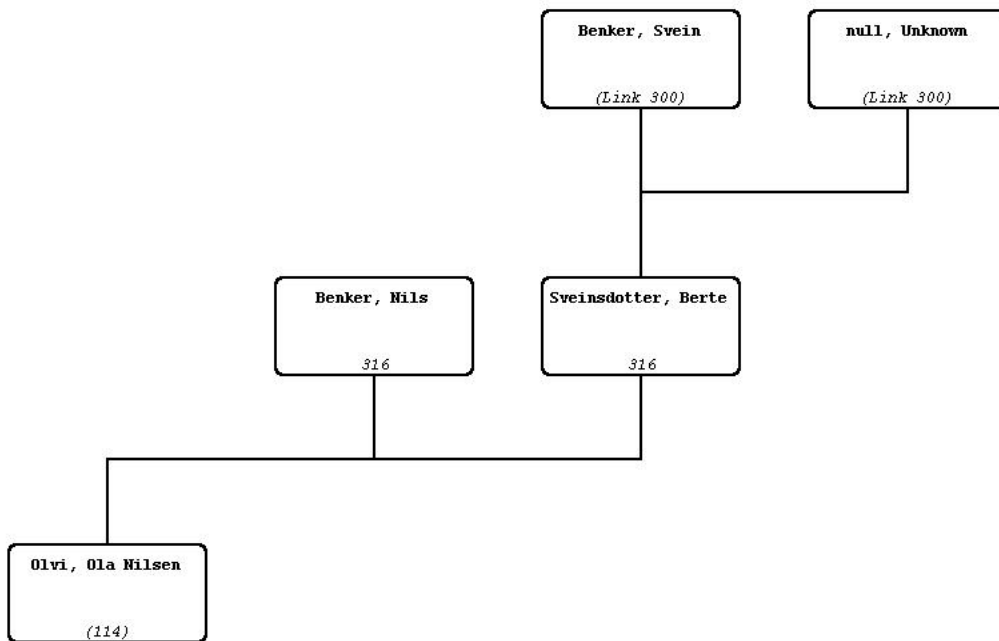 Benker, Svein
(Link 300)
null, Unknown
(Link 300)
Benker, Nils
316
Sveinsdotter, Berte
316
Olvi, Ola Nilsen
(114)